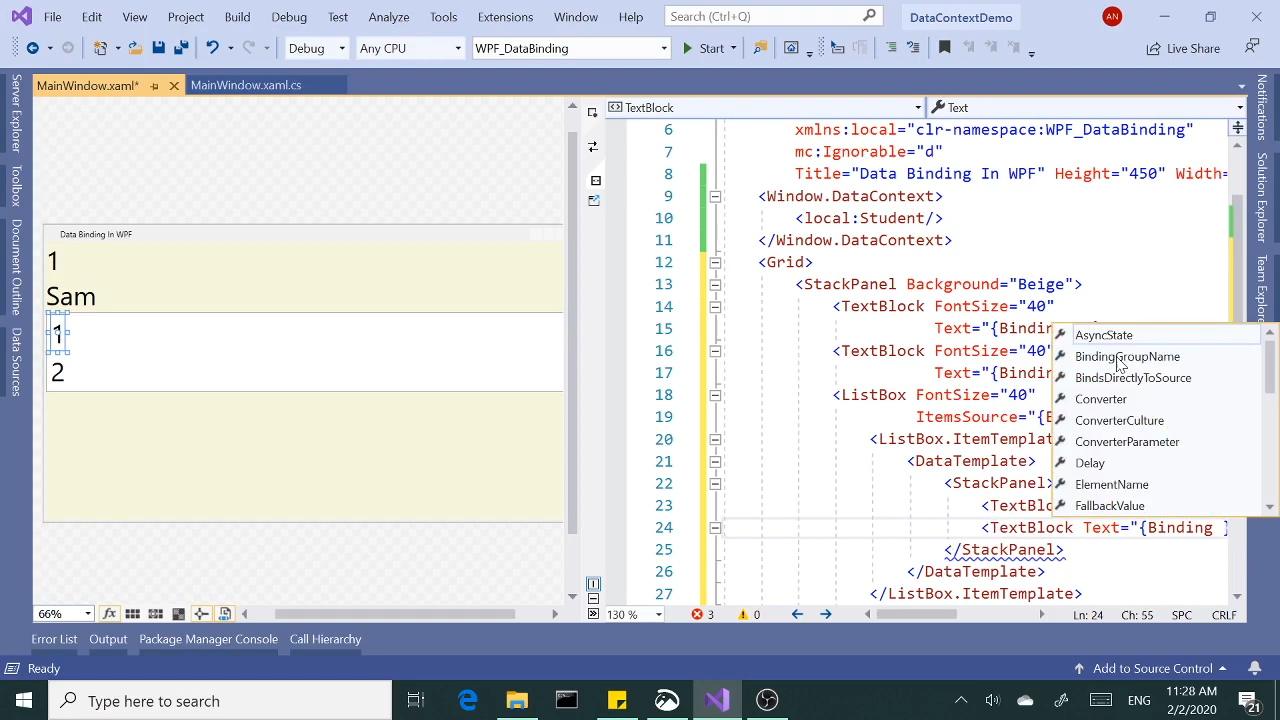 File Edit View Project Build Debug Test Analyze Tools Extensions Window Help Search (Ctrl+Q) DataContextDemo AN
Debug Any CPU WPF_DataBinding Start Live Share
MainWindow.xaml* MainWindow.xaml.cs
Server Explorer
Toolbox
Document Outline
Data Sources
Notifications
Solution Explorer
Data Binding In WPF
1
Sam
1
2
TextBlock Text
6 xmlns:local="clr-namespace:WPF_DataBinding"
7 mc:Ignorable="d"
8 Title="Data Binding In WPF" Height="450" Width=
9 <Window.DataContext>
10 <local:Student/>
11 </Window.DataContext>
12 <Grid>
13 <StackPanel Background="Beige">
14 <TextBlock FontSize="40"
15 Text="{Bind
16 <TextBlock FontSize="40"
17 Text="{Bind
18 <ListBox FontSize="40"
19 ItemsSource="{
20 <ListBox.ItemTempla
21 <DataTemplate>
22 <StackPanel>
23 <TextBl
24 <TextBlock Text="{Binding }
25 </StackPanel>
26 </DataTemplate>
27 </ListBox.ItemTemplate>
AsyncState
BindingGroupName
BindsDirectlyToSource
Converter
ConverterCulture
ConverterParameter
Delay
ElementName
FallbackValue
66% fx 130 % 3 0 Ln: 24 Ch: 55 SPC CRLF
Error List Output Package Manager Console Call Hierarchy
Ready Add to Source Control
Type here to search ENG 11:28 AM
2/2/2020 21